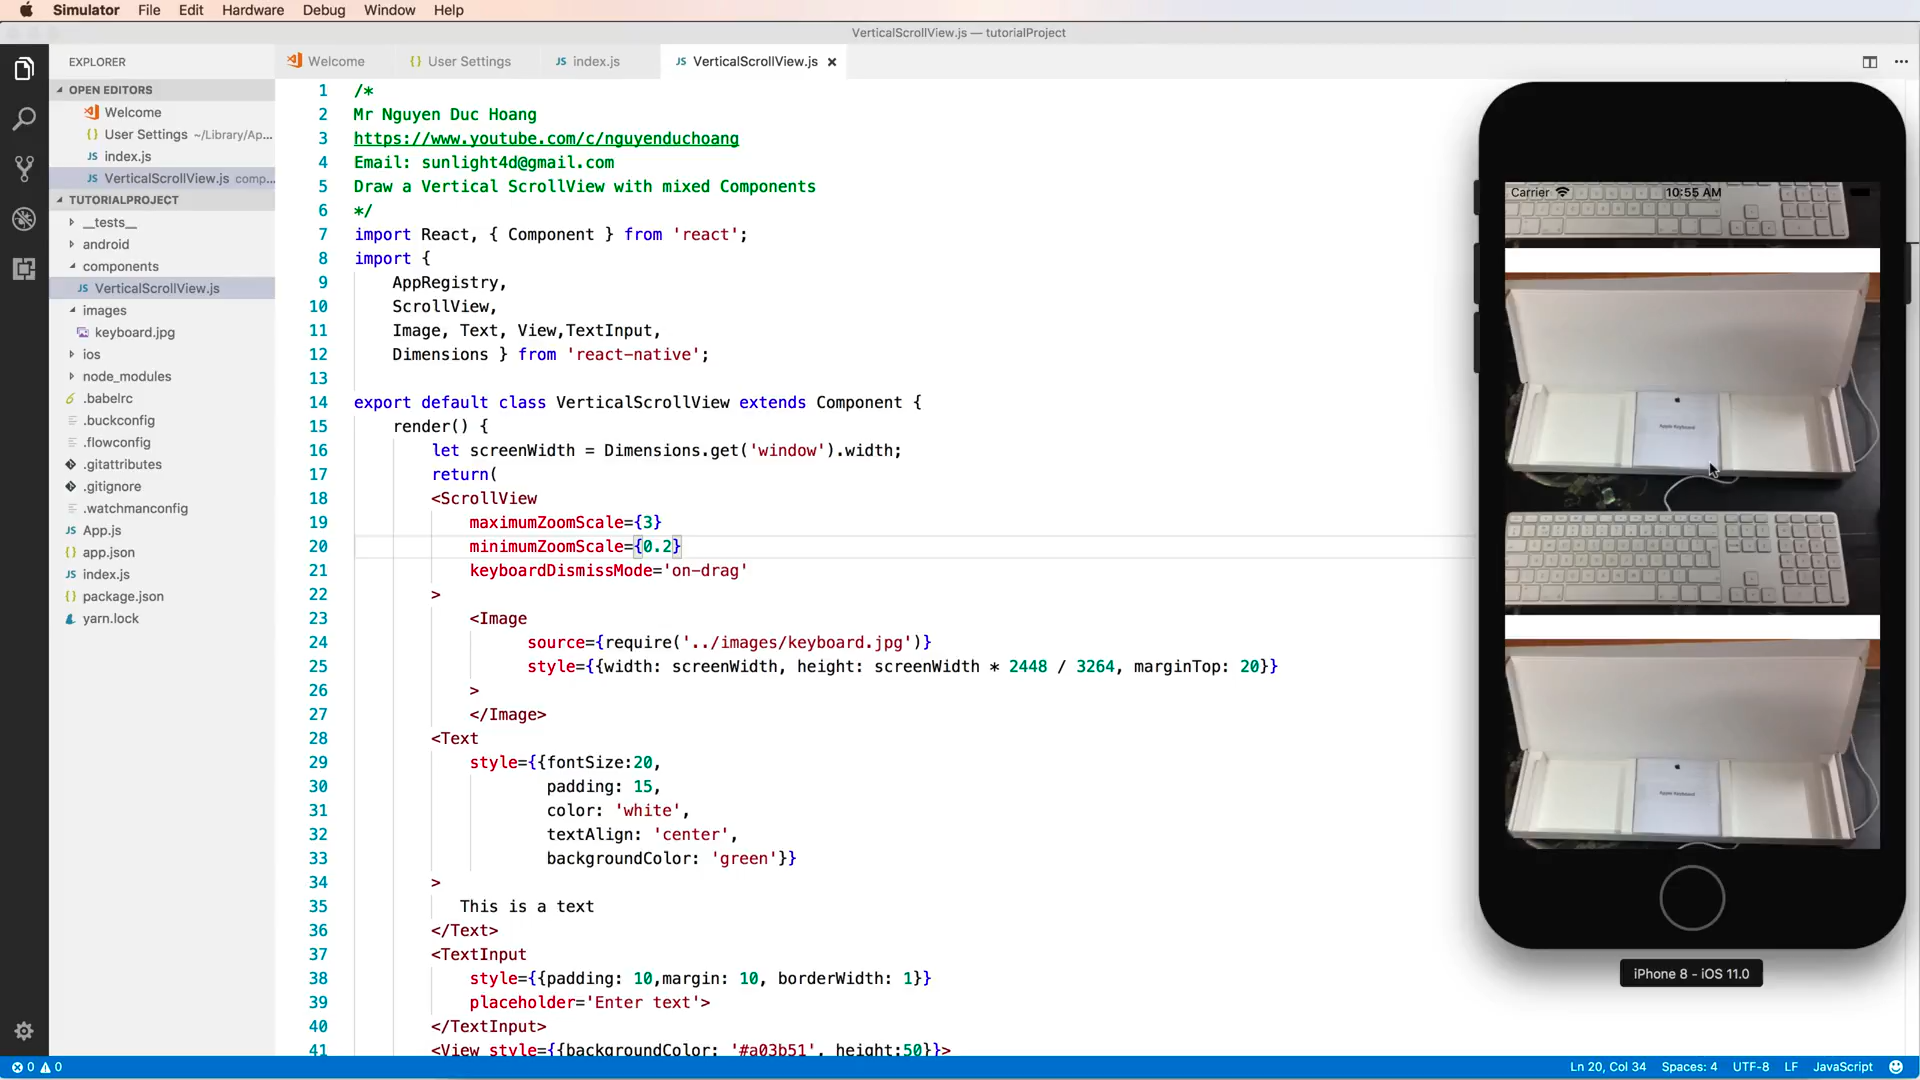 Simulator File Edit Hardware Debug Window Help
VerticalScrollView.js — tutorialProject
EXPLORER
OPEN EDITORS
Welcome
User Settings ~/Library/Ap...
index.js
VerticalScrollView.js comp...
TUTORIALPROJECT
__tests__
android
components
VerticalScrollView.js
images
keyboard.jpg
ios
node_modules
.babelrc
.buckconfig
.flowconfig
.gitattributes
.gitignore
.watchmanconfig
App.js
app.json
index.js
package.json
yarn.lock
Welcome User Settings index.js VerticalScrollView.js
1 /*
2 Mr Nguyen Duc Hoang
3 https://www.youtube.com/c/nguyenduchoang
4 Email: sunlight4d@gmail.com
5 Draw a Vertical ScrollView with mixed Components
6 */
7 import React, { Component } from 'react';
8 import {
9 AppRegistry,
10 ScrollView,
11 Image, Text, View,TextInput,
12 Dimensions } from 'react-native';
13
14 export default class VerticalScrollView extends Component {
15 render() {
16 let screenWidth = Dimensions.get('window').width;
17 return(
18 <ScrollView
19 maximumZoomScale={3}
20 minimumZoomScale={0.2}
21 keyboardDismissMode='on-drag'
22 >
23 <Image
24 source={require('../images/keyboard.jpg')}
25 style={{width: screenWidth, height: screenWidth * 2448 / 3264, marginTop: 20}}
26 >
27 </Image>
28 <Text
29 style={{fontSize:20,
30 padding: 15,
31 color: 'white',
32 textAlign: 'center',
33 backgroundColor: 'green'}}
34 >
35 This is a text
36 </Text>
37 <TextInput
38 style={{padding: 10,margin: 10, borderWidth: 1}}
39 placeholder='Enter text'>
40 </TextInput>
41 <View style={{backgroundColor: '#a03b51', height:50}}>
Carrier 10:55 AM
Apple Keyboard
Apple Keyboard
iPhone 8 - iOS 11.0
0 0 Ln 20, Col 34 Spaces: 4 UTF-8 LF JavaScript